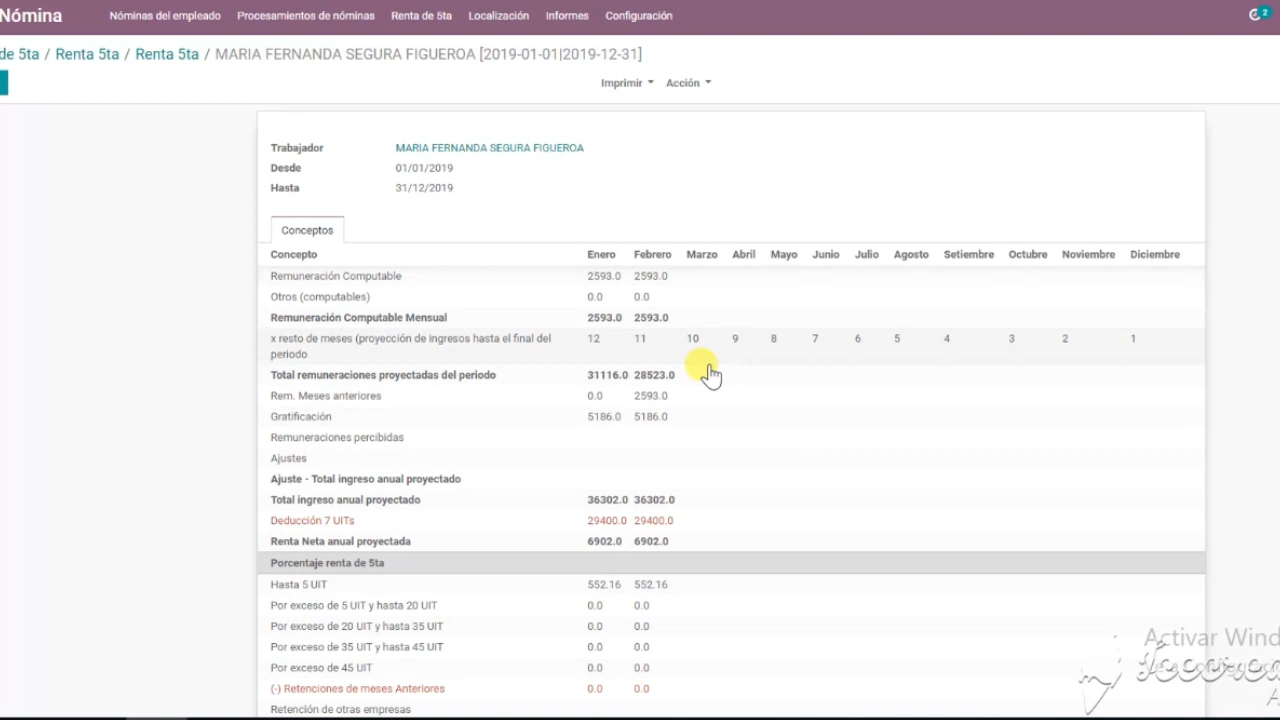 Nómina Nóminas del empleado Procesamientos de nóminas Renta de 5ta Localización Informes Configuración 2
de 5ta / Renta 5ta / Renta 5ta / MARIA FERNANDA SEGURA FIGUEROA [2019-01-01|2019-12-31]
Imprimir Acción
Trabajador MARIA FERNANDA SEGURA FIGUEROA
Desde 01/01/2019
Hasta 31/12/2019
Conceptos
Concepto Enero Febrero Marzo Abril Mayo Junio Julio Agosto Setiembre Octubre Noviembre Diciembre
Remuneración Computable 2593.0 2593.0
Otros (computables) 0.0 0.0
Remuneración Computable Mensual 2593.0 2593.0
x resto de meses (proyección de ingresos hasta el final del 12 11 10 9 8 7 6 5 4 3 2 1
periodo
Total remuneraciones proyectadas del periodo 31116.0 28523.0
Rem. Meses anteriores 0.0 2593.0
Gratificación 5186.0 5186.0
Remuneraciones percibidas
Ajustes
Ajuste - Total ingreso anual proyectado
Total ingreso anual proyectado 36302.0 36302.0
Deducción 7 UITs 29400.0 29400.0
Renta Neta anual proyectada 6902.0 6902.0
Porcentaje renta de 5ta
Hasta 5 UIT 552.16 552.16
Por exceso de 5 UIT y hasta 20 UIT 0.0 0.0
Por exceso de 20 UIT y hasta 35 UIT 0.0 0.0
Por exceso de 35 UIT y hasta 45 UIT 0.0 0.0
Por exceso de 45 UIT 0.0 0.0
(-) Retenciones de meses Anteriores 0.0 0.0
Retención de otras empresas
Activar Wind